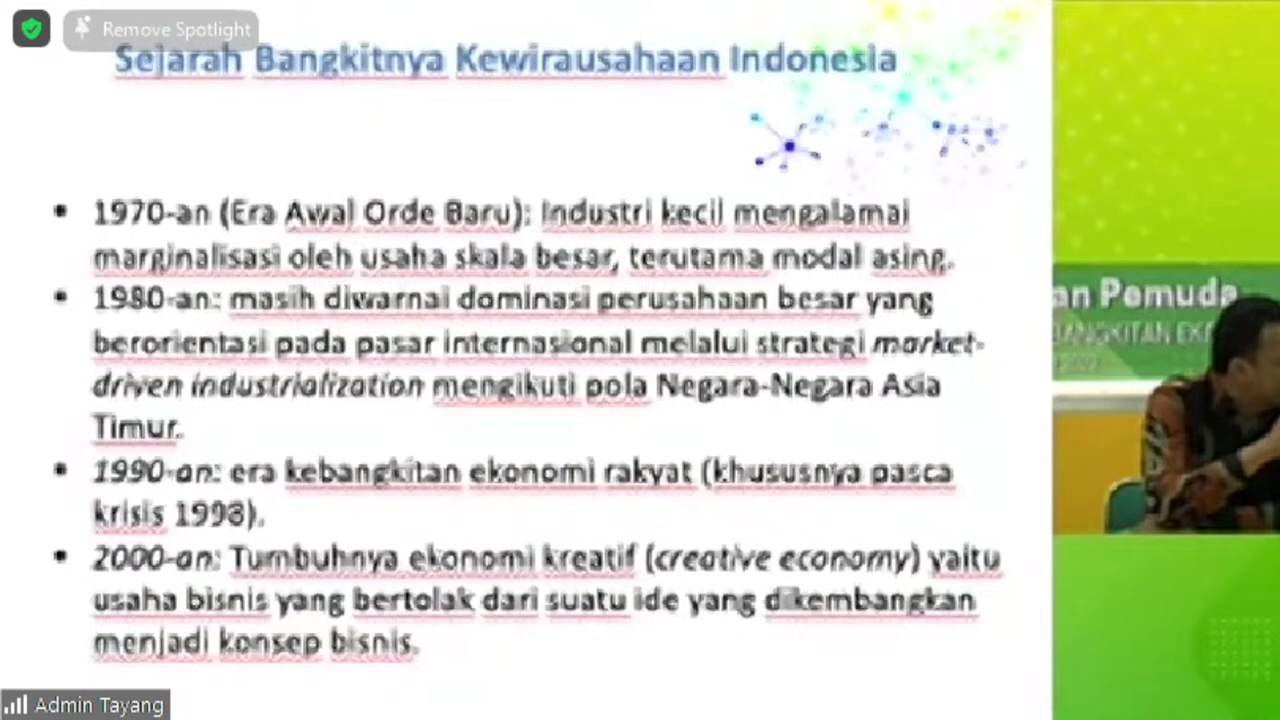 Remove Spotlight
Sejarah Bangkitnya Kewirausahaan Indonesia
• 1970-an (Era Awal Orde Baru): Industri kecil mengalamai
marginalisasi oleh usaha skala besar, terutama modal asing.
• 1980-an: masih diwarnai dominasi perusahaan besar yang
berorientasi pada pasar internasional melalui strategi market-
driven industrialization mengikuti pola Negara-Negara Asia
Timur.
• 1990-an: era kebangkitan ekonomi rakyat (khususnya pasca
krisis 1998).
• 2000-an: Tumbuhnya ekonomi kreatif (creative economy) yaitu
usaha bisnis yang bertolak dari suatu ide yang dikembangkan
menjadi konsep bisnis.
an Pemuda
BANGKITAN EK
Admin Tayang